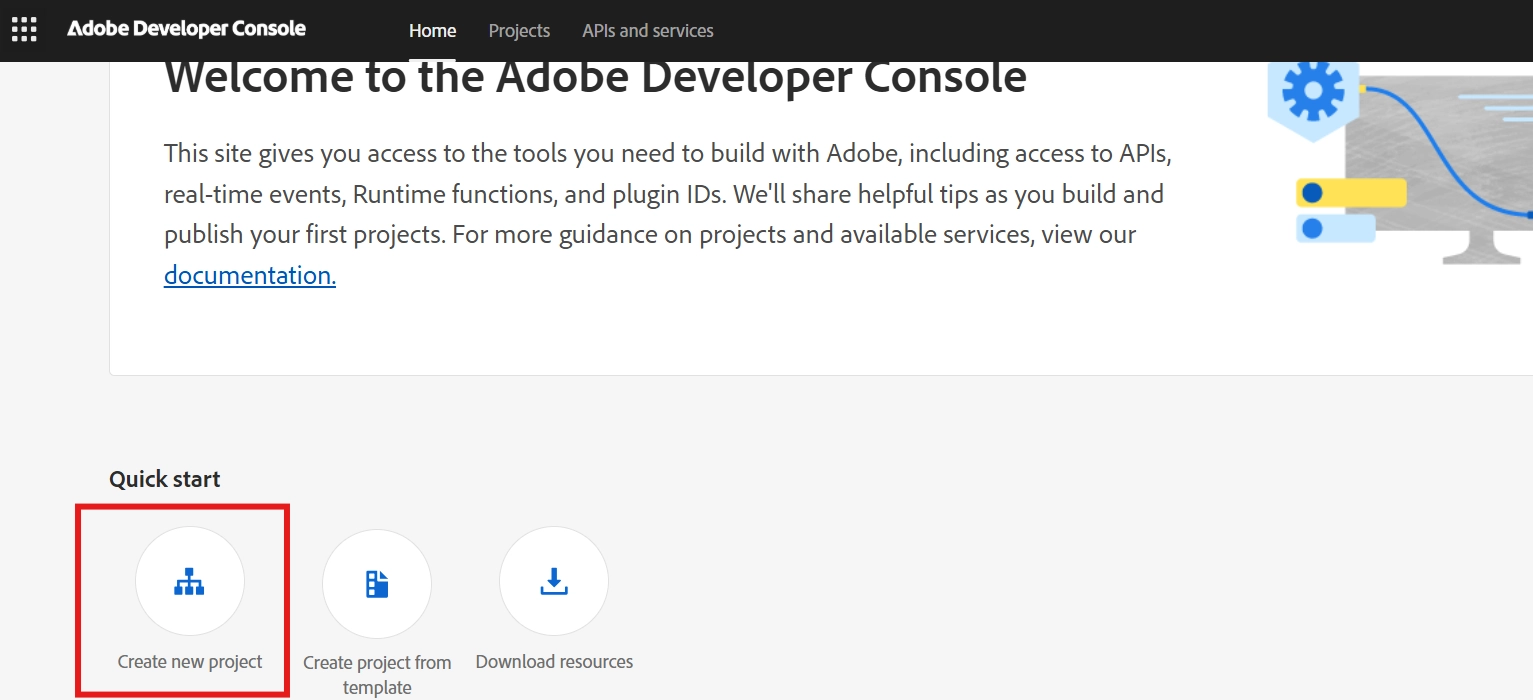 Adobe Developer Console
Home
Projects
APIs and services
Welcome to the Adobe Developer Console
This site gives you access to the tools you need to build with Adobe, including access to APIs,
real-time events, Runtime functions, and plugin IDs. We'll share helpful tips as you build and
publish your first projects. For more guidance on projects and available services, view our
documentation.
Quick start
Create new project
Create project from
template
Download resources